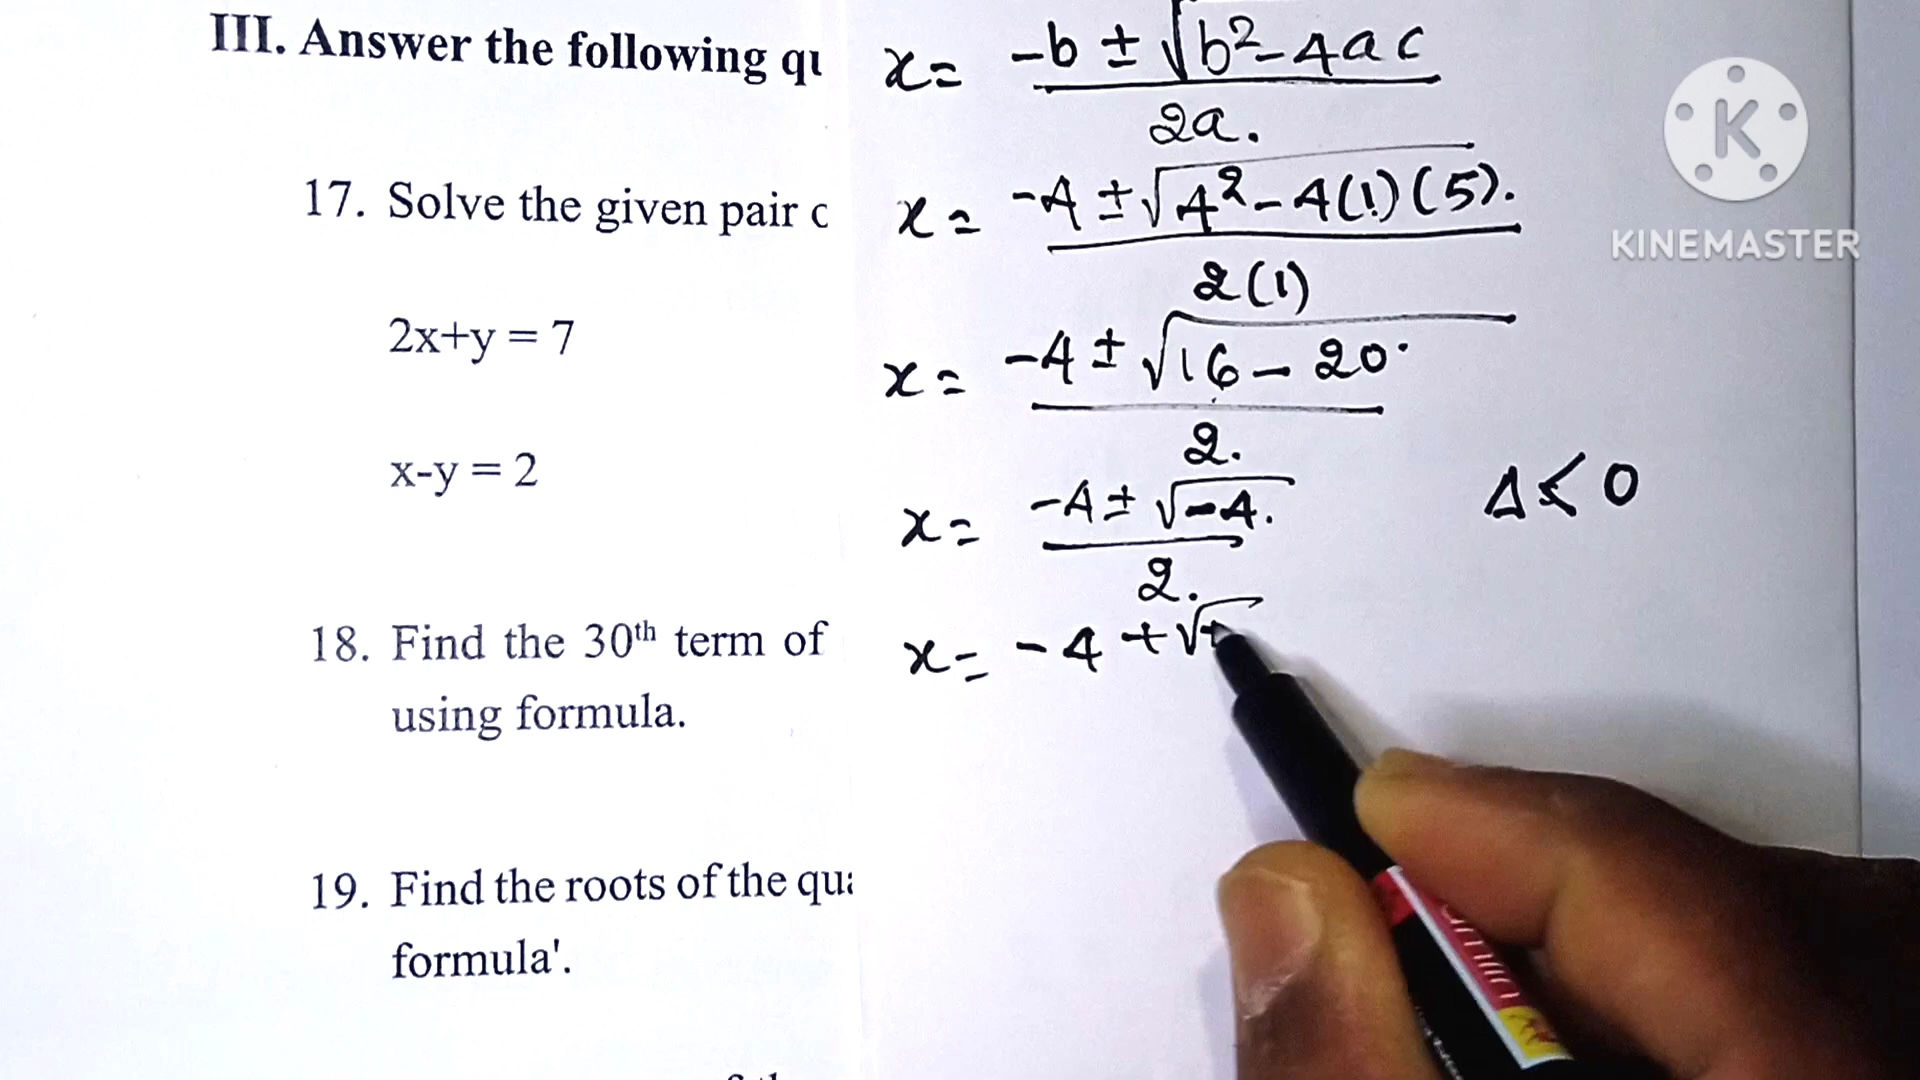 III. Answer the following
17. Solve the given pair
2x+y = 7
x-y = 2
18. Find the 30th term of
using formula.
19. Find the roots of the
formula'.
x = -b ± √b² - 4ac
2a.
x = -4 ± √4² - 4(1)(5).
2(1)
x = -4 ± √16 - 20
2.
x = -4 ± √-4.
2.
Δ < 0
x = -4 + √
K
KINEMASTER